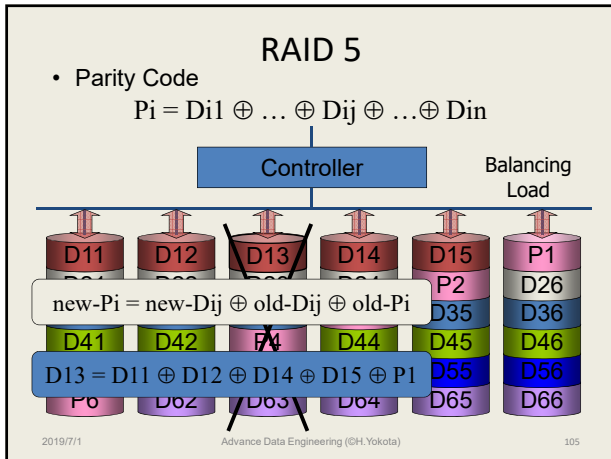 RAID 5
• Parity Code
Pi = Di1 ⊕ … ⊕ Dij ⊕ …⊕ Din
Controller
Balancing
Load
D11 D12 D13 D14 D15 P1
P2 D26
new-Pi = new-Dij ⊕ old-Dij ⊕ old-Pi
D35 D36
D41 D42 P4 D44 D45 D46
D13 = D11 ⊕ D12 ⊕ D14 ⊕ D15 ⊕ P1
D55 D56
P6 D62 D63 D64 D65 D66
2019/7/1 Advance Data Engineering (©H.Yokota) 105